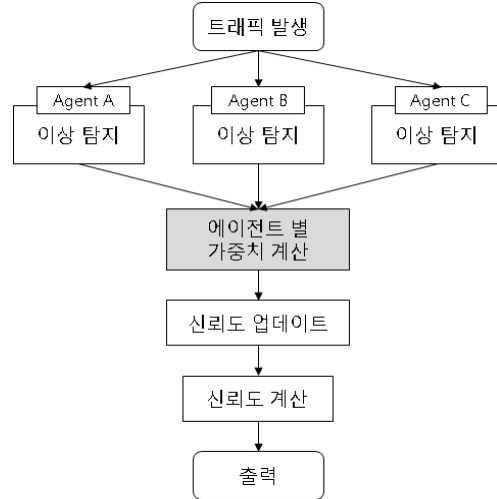 트래픽 발생
Agent A
Agent B
Agent C
이상 탐지
이상 탐지
이상 탐지
에이전트 별
가중치 계산
신뢰도 업데이트
신뢰도 계산
출력